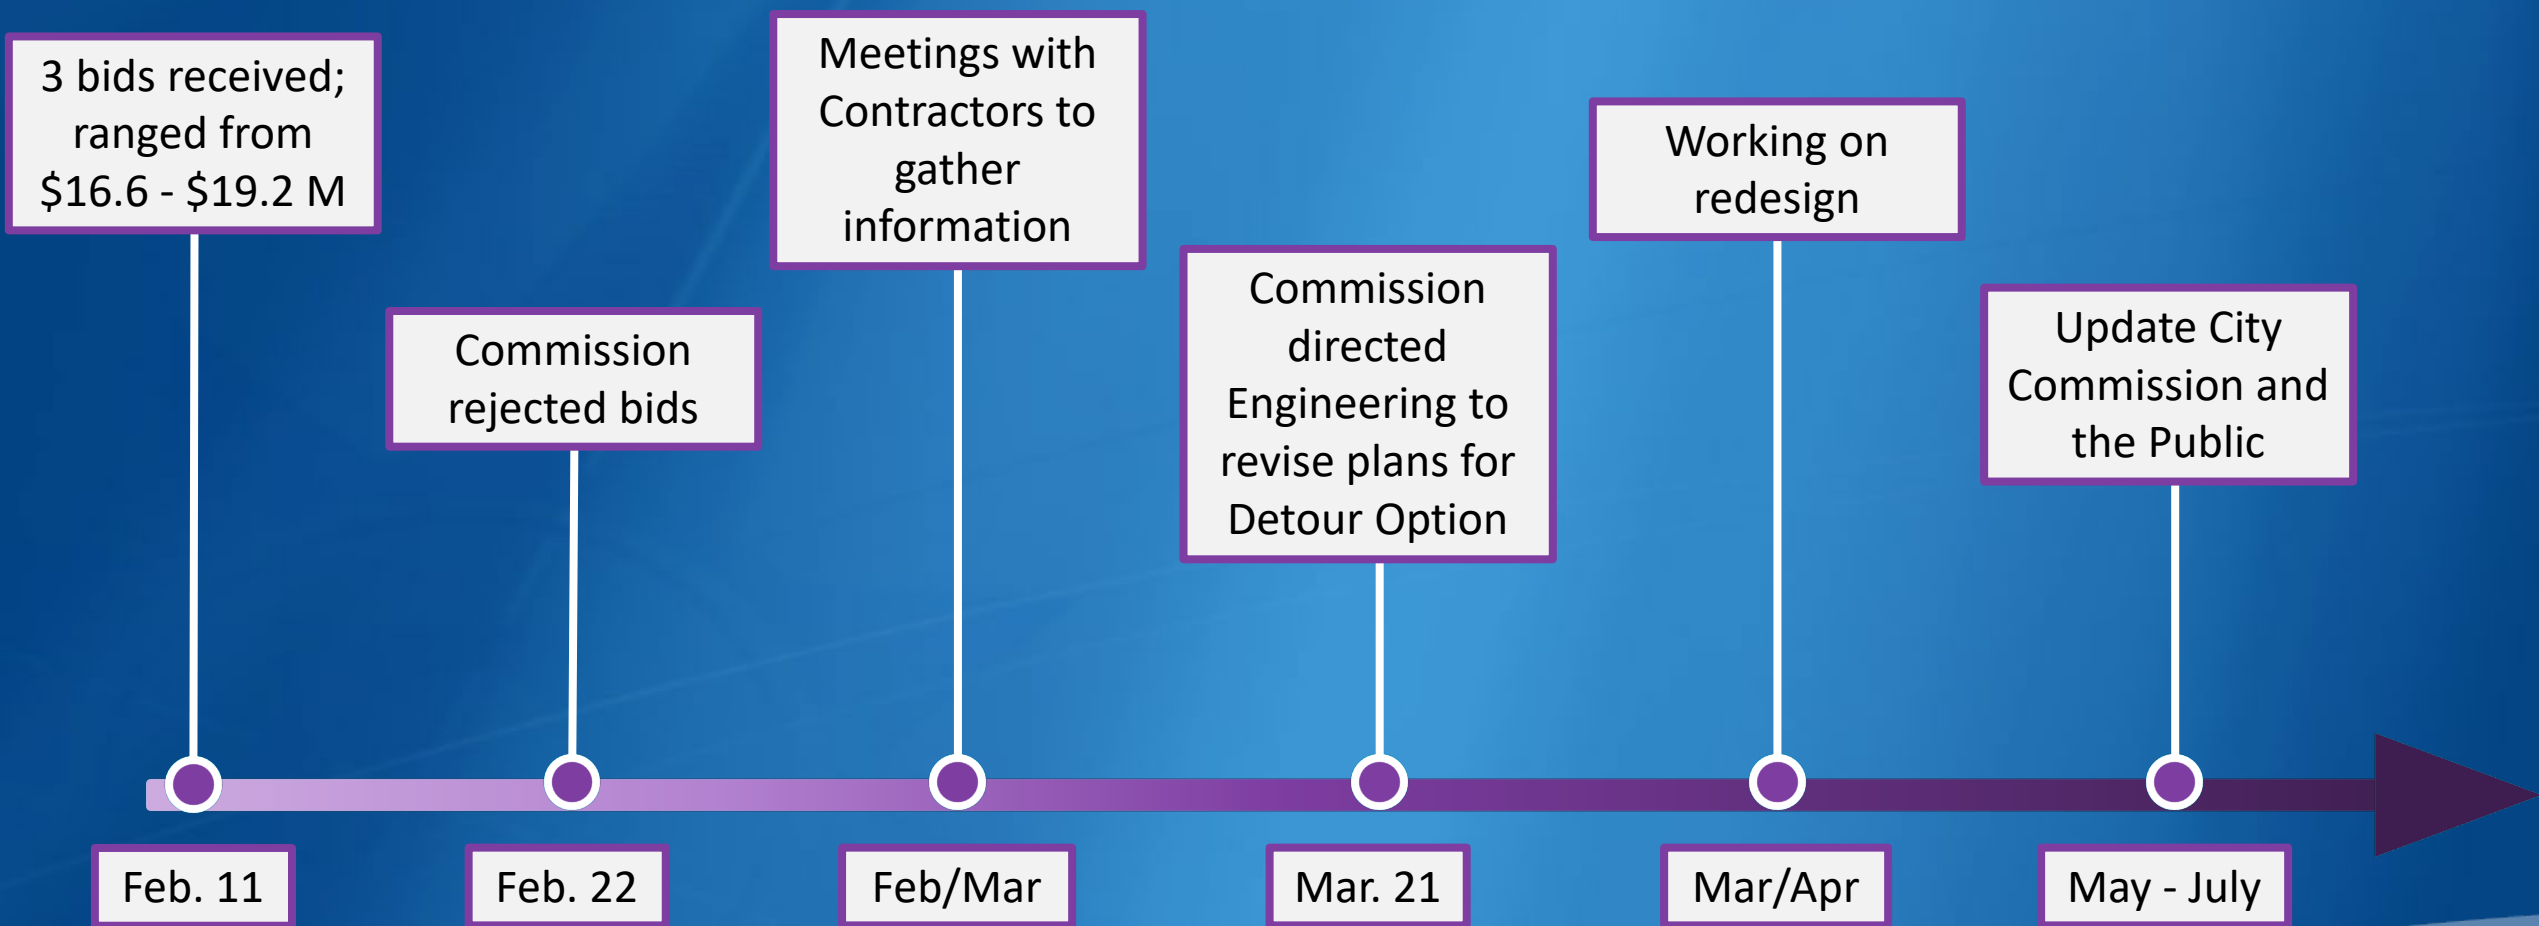 3 bids received;
ranged from
$16.6 - $19.2 M
Commission
rejected bids
Meetings with
Contractors to
gather
information
Commission
directed
Engineering to
revise plans for
Detour Option
Working on
redesign
Update City
Commission and
the Public
Feb. 11
Feb. 22
Feb/Mar
Mar. 21
Mar/Apr
May - July